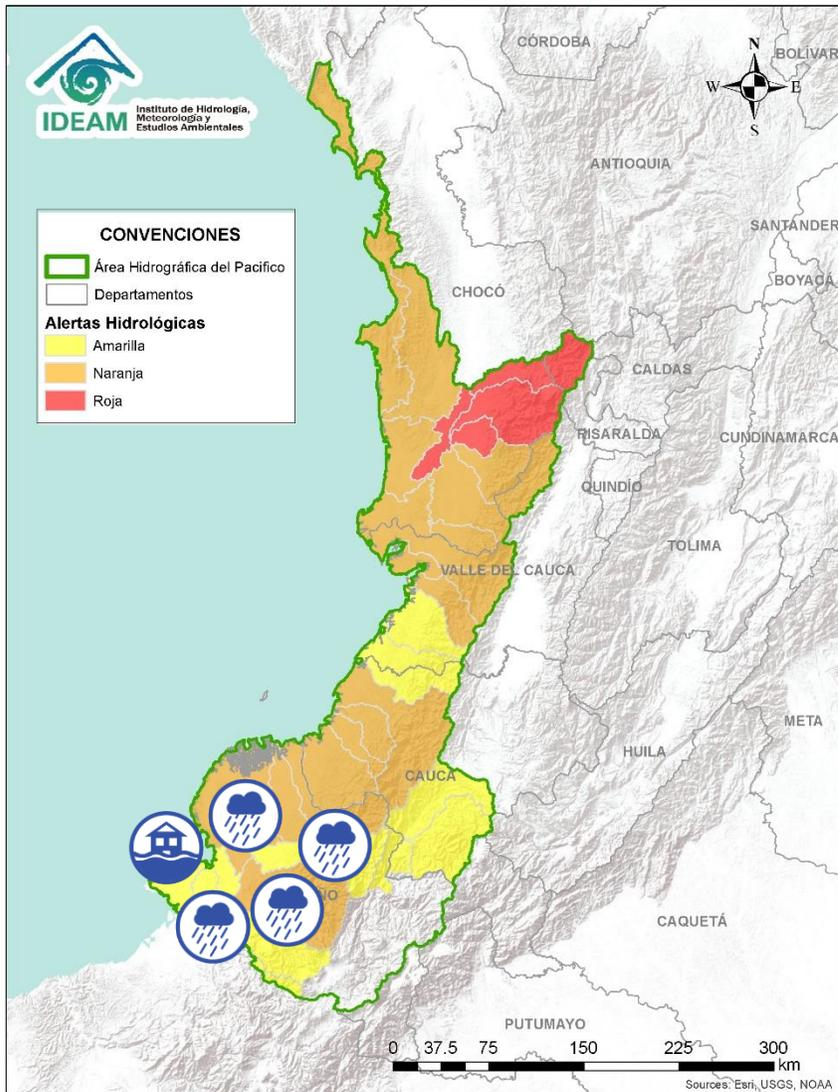 IDEAM
Instituto de Hidrología,
Meteorología y
Estudios Ambientales
N
W E
S
CÓRDOBA
BOLÍVAR
ANTIOQUIA
SANTANDER
BOYACÁ
CONVENCIONES
Área Hidrográfica del Pacifico
Departamentos
Alertas Hidrológicas
Amarilla
Naranja
Roja
CHOCÓ
CALDAS
RISARALDA
CUNDINAMARCA
QUINDÍO
TOLIMA
VALLE DEL CAUCA
META
HUILA
CAUCA
CAQUETÁ
PUTUMAYO
0 37.5 75 150 225 300
km
Sources: Esri, USGS, NOAA